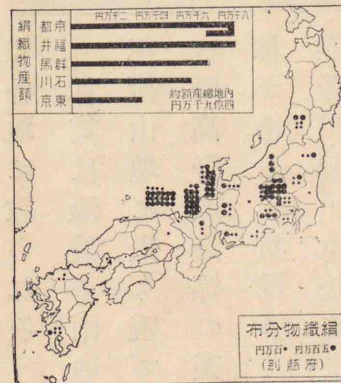 絹織物産額
二千万円 四千万円 六千万円 八千万円
京都
福井
群馬
石川
東京
内地總産額約
四億九千万円
絹織物分布
●五百万円 •百万円
(府縣別)